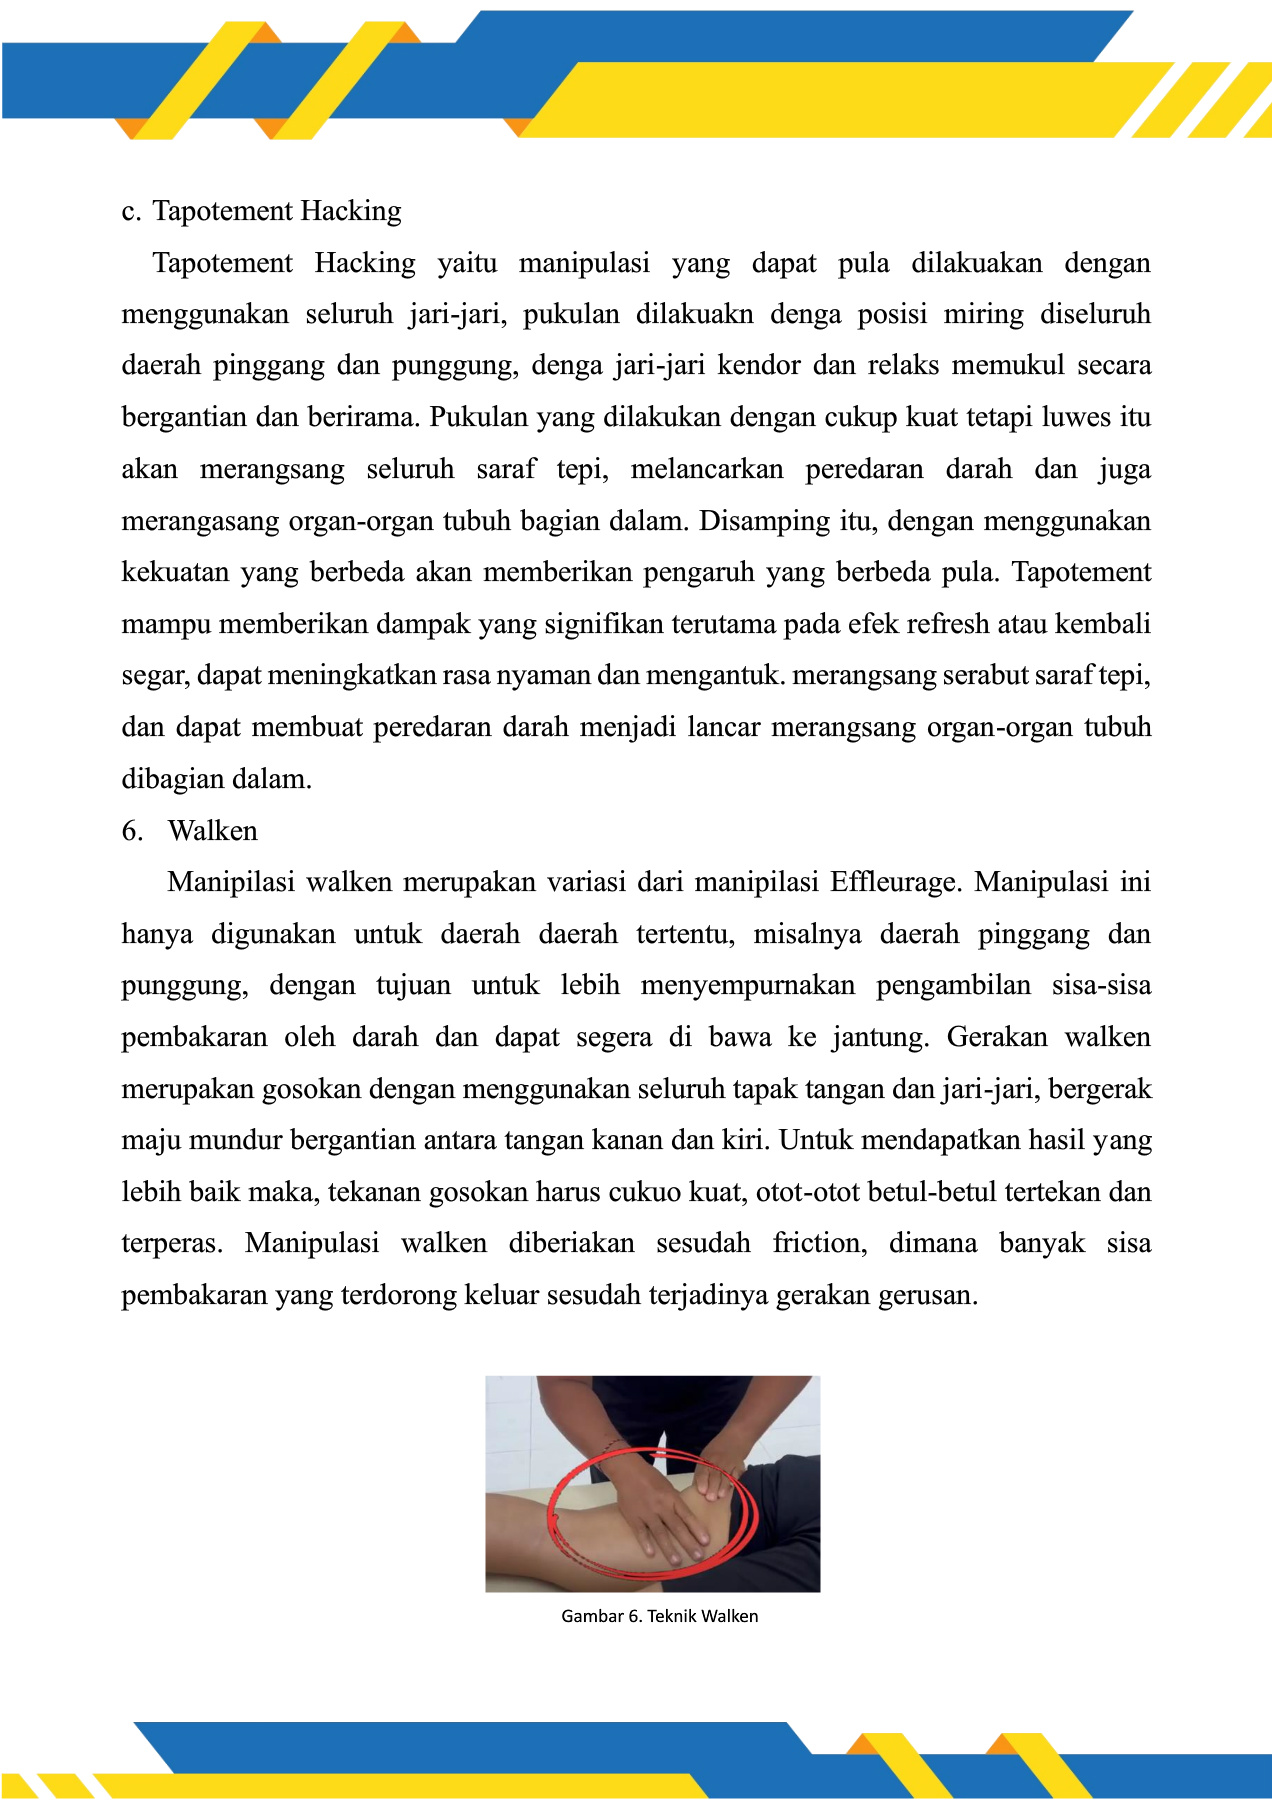 c. Tapotement Hacking
Tapotement Hacking yaitu manipulasi yang dapat pula dilakuakan dengan
menggunakan seluruh jari-jari, pukulan dilakuakn denga posisi miring diseluruh
daerah pinggang dan punggung, denga jari-jari kendor dan relaks memukul secara
bergantian dan berirama. Pukulan yang dilakukan dengan cukup kuat tetapi luwes itu
akan merangsang seluruh saraf tepi, melancarkan peredaran darah dan juga
merangasang organ-organ tubuh bagian dalam. Disamping itu, dengan menggunakan
kekuatan yang berbeda akan memberikan pengaruh yang berbeda pula. Tapotement
mampu memberikan dampak yang signifikan terutama pada efek refresh atau kembali
segar, dapat meningkatkan rasa nyaman dan mengantuk. merangsang serabut saraf tepi,
dan dapat membuat peredaran darah menjadi lancar merangsang organ-organ tubuh
dibagian dalam.
6. Walken
Manipilasi walken merupakan variasi dari manipilasi Effleurage. Manipulasi ini
hanya digunakan untuk daerah daerah tertentu, misalnya daerah pinggang dan
punggung, dengan tujuan untuk lebih menyempurnakan pengambilan sisa-sisa
pembakaran oleh darah dan dapat segera di bawa ke jantung. Gerakan walken
merupakan gosokan dengan menggunakan seluruh tapak tangan dan jari-jari, bergerak
maju mundur bergantian antara tangan kanan dan kiri. Untuk mendapatkan hasil yang
lebih baik maka, tekanan gosokan harus cukuo kuat, otot-otot betul-betul tertekan dan
terperas. Manipulasi walken diberiakan sesudah friction, dimana banyak sisa
pembakaran yang terdorong keluar sesudah terjadinya gerakan gerusan.
Gambar 6. Teknik Walken